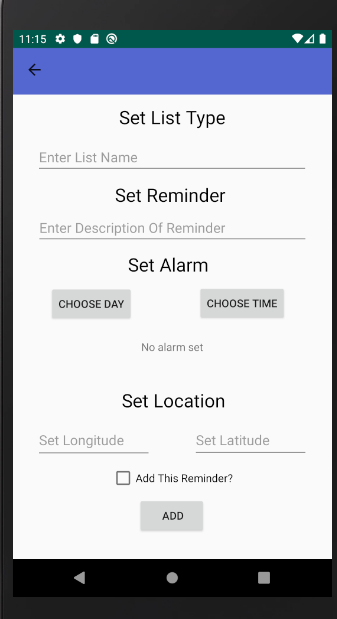 11:15
Set List Type
Enter List Name
Set Reminder
Enter Description Of Reminder
Set Alarm
CHOOSE DAY CHOOSE TIME
No alarm set
Set Location
Set Longitude Set Latitude
Add This Reminder?
ADD